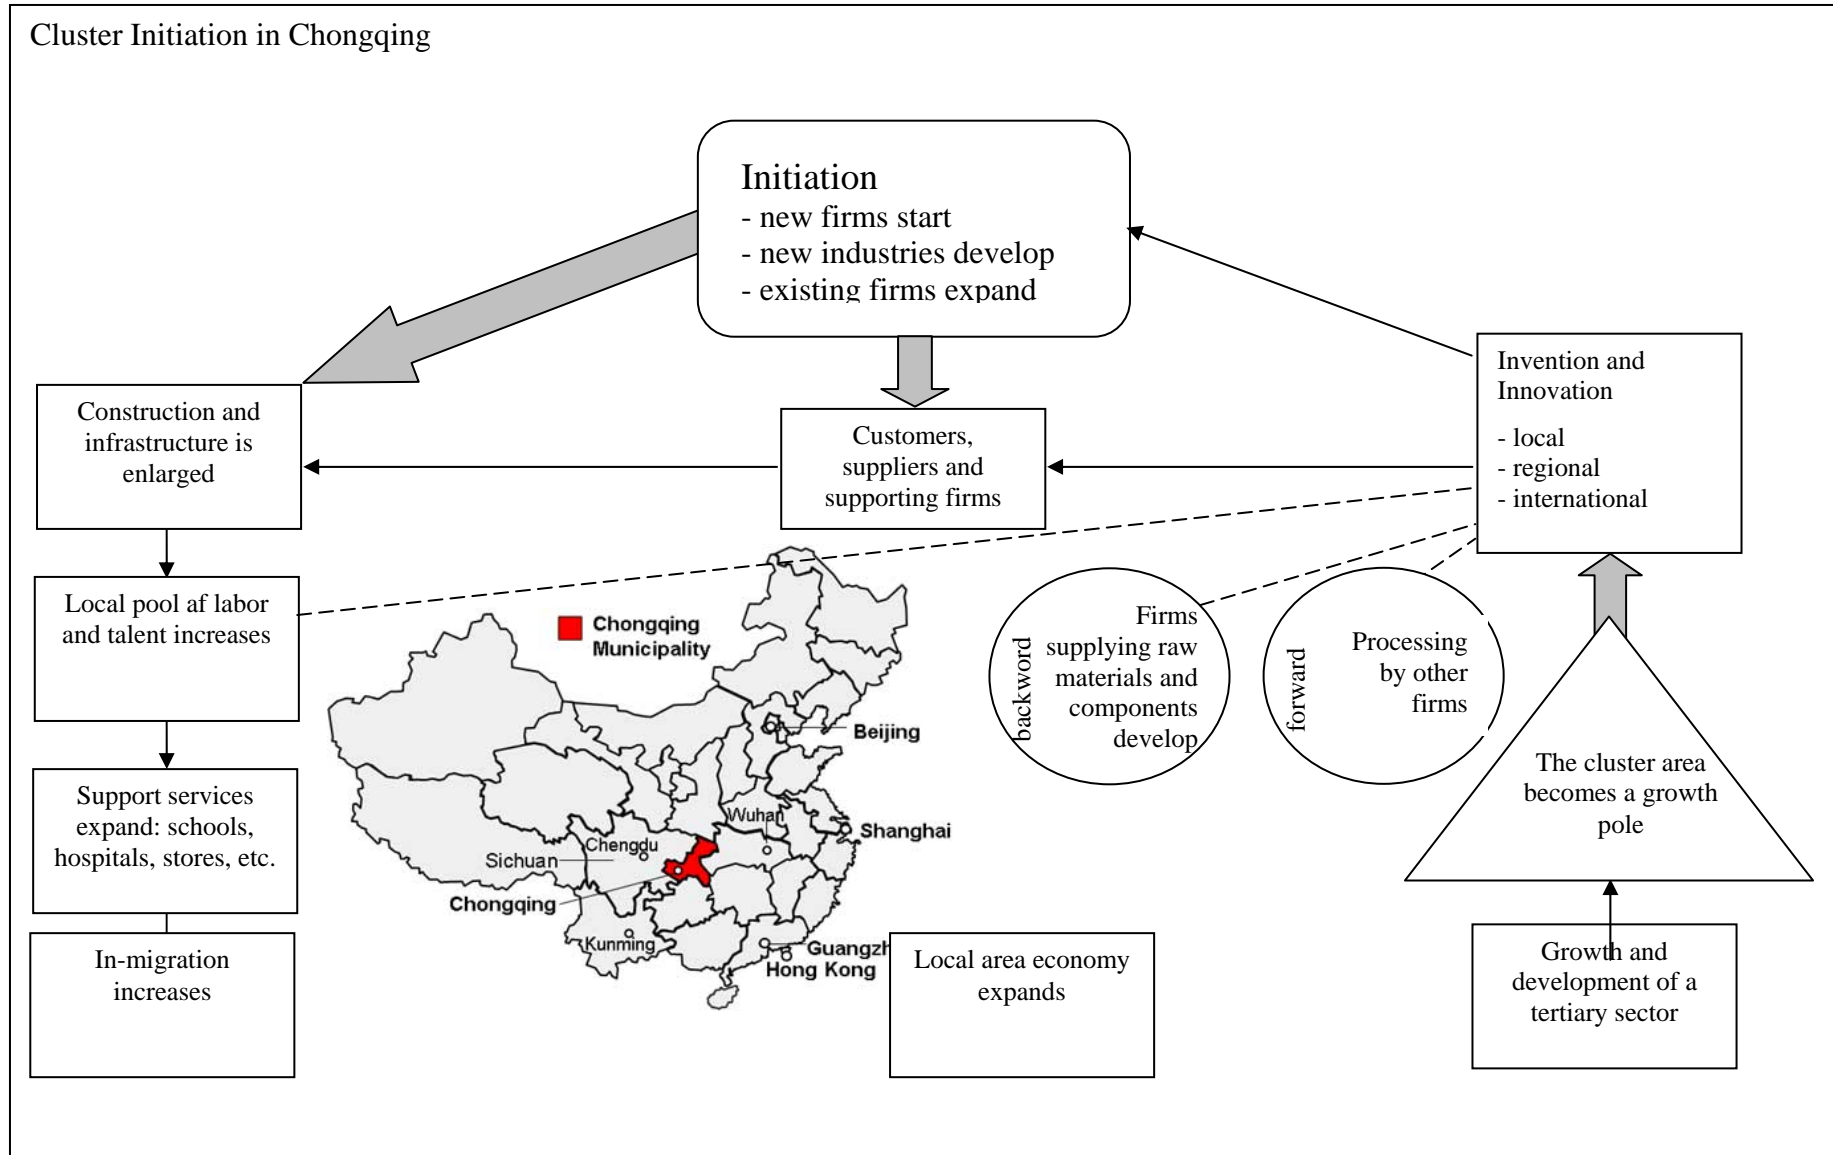 Cluster Initiation in Chongqing
Initiation
- new firms start
- new industries develop
- existing firms expand
Invention and
Innovation
- local
- regional
- international
Construction and
infrastructure is
enlarged
Customers,
suppliers and
supporting firms
Local pool af labor
and talent increases
Chongqing
Municipality
Beijing
Wuhan
Shanghai
Chengdu
Sichuan
Chongqing
Kunming
Guangzh
Hong Kong
backword
Firms
supplying raw
materials and
components
develop
forward
Processing
by other
firms
The cluster area
becomes a growth
pole
Support services
expand: schools,
hospitals, stores, etc.
In-migration
increases
Local area economy
expands
Growth and
development of a
tertiary sector